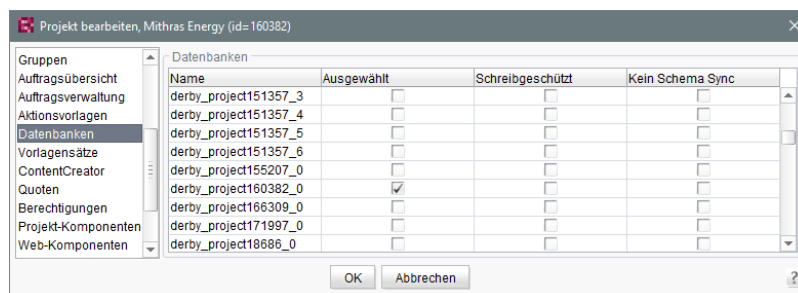 Projekt bearbeiten, Mithras Energy (id=160382)
Gruppen
Auftragsübersicht
Auftragsverwaltung
Aktionsvorlagen
Datenbanken
Vorlagensätze
ContentCreator
Quoten
Berechtigungen
Projekt-Komponenten
Web-Komponenten
Datenbanken
Name Ausgewählt Schreibgeschützt Kein Schema Sync
derby_project151357_3
derby_project151357_4
derby_project151357_5
derby_project151357_6
derby_project155207_0
derby_project160382_0
derby_project166309_0
derby_project171997_0
derby_project18686_0
OK Abbrechen ?